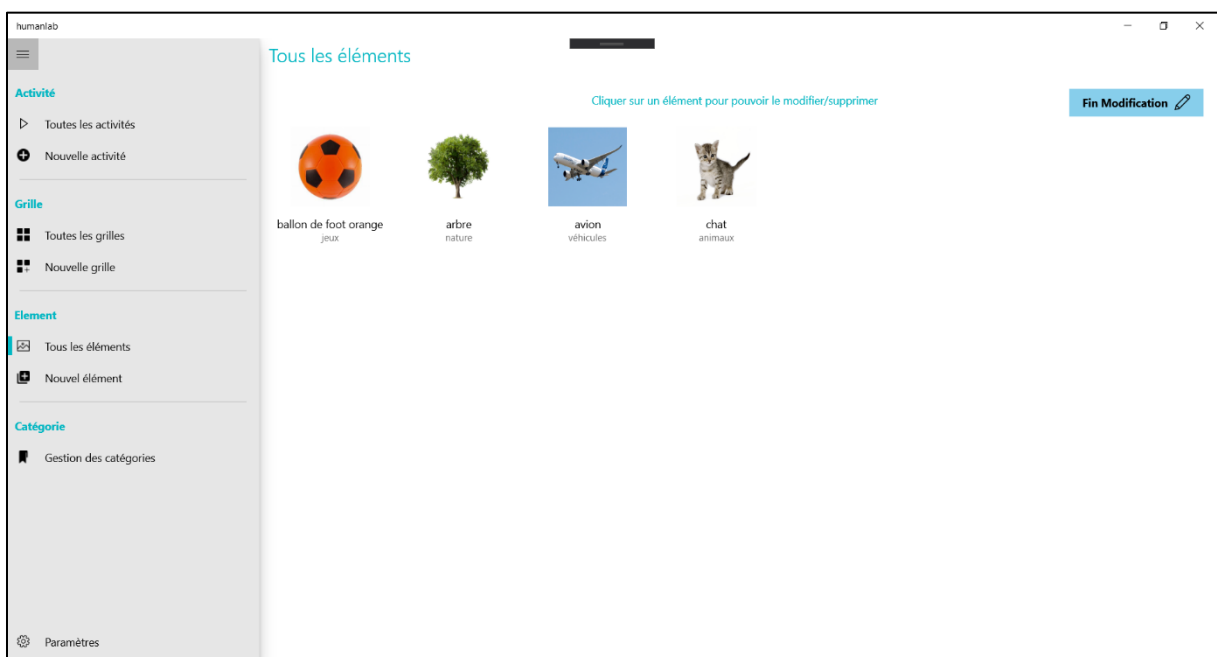 humanlab
Tous les éléments
Activité
Cliquer sur un élément pour pouvoir le modifier/supprimer
Fin Modification
Toutes les activités
Nouvelle activité
Grille
Toutes les grilles
Nouvelle grille
ballon de foot orange
jeux
arbre
nature
avion
véhicules
chat
animaux
Element
Tous les éléments
Nouvel élément
Catégorie
Gestion des catégories
Paramètres